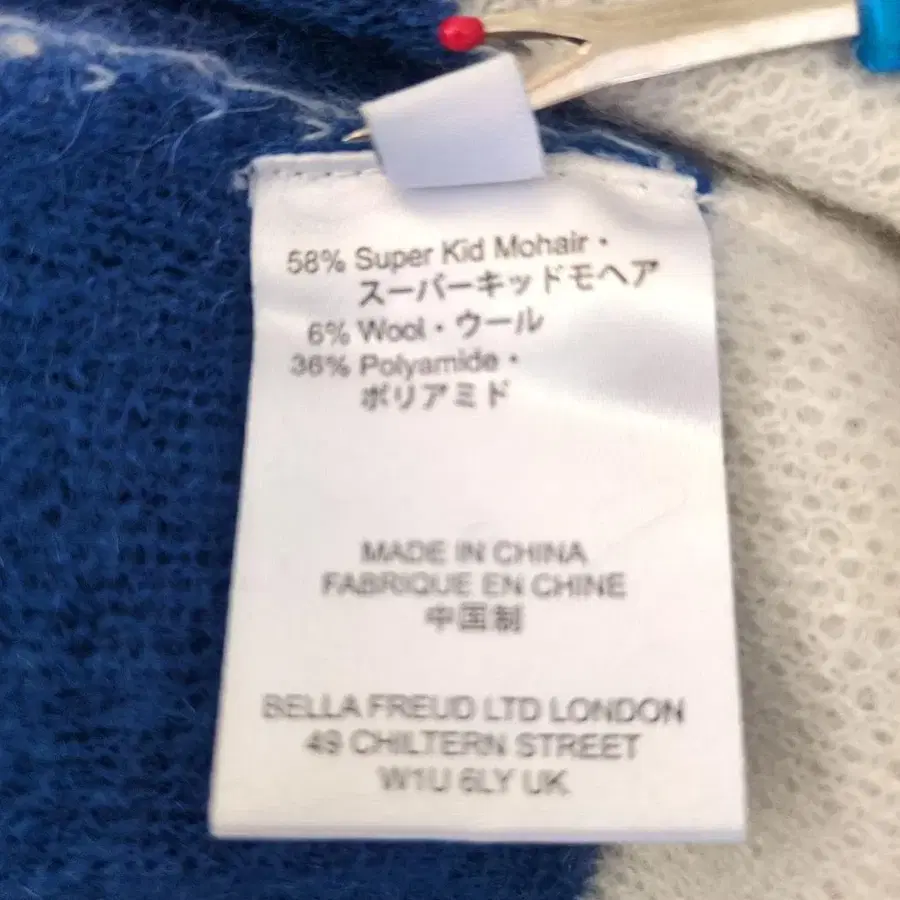 58% Super Kid Mohair・
スーパーキッドモヘア
6% Wool・ウール
36% Polyamide・
ポリアミド
MADE IN CHINA
FABRIQUE EN CHINE
中国制
BELLA FREUD LTD LONDON
49 CHILTERN STREET
W1U 6LY UK